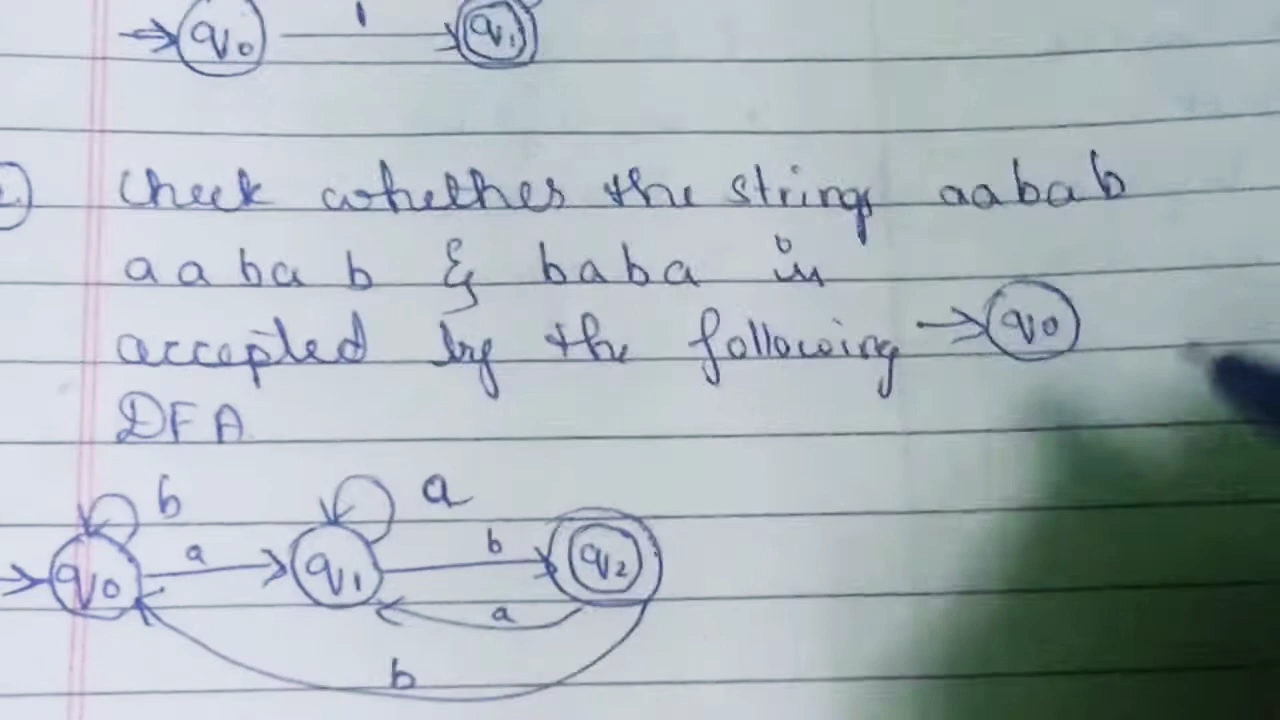 q0 1 q1
2. Check whether the strings aabab
aabab & baba is
accepted by the following → q0
DFA
b a
q0 a q1 b q2
a
b